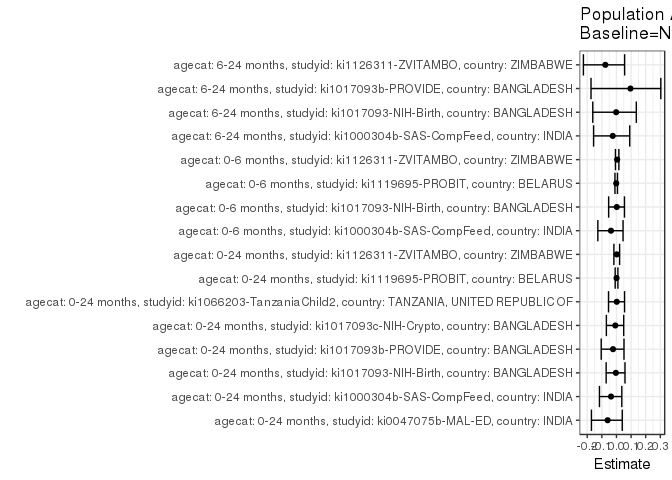 Population
Baseline=N
agecat: 6-24 months, studyid: ki1126311-ZVITAMBO, country: ZIMBABWE
agecat: 6-24 months, studyid: ki1017093b-PROVIDE, country: BANGLADESH
agecat: 6-24 months, studyid: ki1017093-NIH-Birth, country: BANGLADESH
agecat: 6-24 months, studyid: ki1000304b-SAS-CompFeed, country: INDIA
agecat: 0-6 months, studyid: ki1126311-ZVITAMBO, country: ZIMBABWE
agecat: 0-6 months, studyid: ki1119695-PROBIT, country: BELARUS
agecat: 0-6 months, studyid: ki1017093-NIH-Birth, country: BANGLADESH
agecat: 0-6 months, studyid: ki1000304b-SAS-CompFeed, country: INDIA
agecat: 0-24 months, studyid: ki1126311-ZVITAMBO, country: ZIMBABWE
agecat: 0-24 months, studyid: ki1119695-PROBIT, country: BELARUS
agecat: 0-24 months, studyid: ki1066203-TanzaniaChild2, country: TANZANIA, UNITED REPUBLIC OF
agecat: 0-24 months, studyid: ki1017093c-NIH-Crypto, country: BANGLADESH
agecat: 0-24 months, studyid: ki1017093b-PROVIDE, country: BANGLADESH
agecat: 0-24 months, studyid: ki1017093-NIH-Birth, country: BANGLADESH
agecat: 0-24 months, studyid: ki1000304b-SAS-CompFeed, country: INDIA
agecat: 0-24 months, studyid: ki0047075b-MAL-ED, country: INDIA
-0.2 -0.1 0.0 0.1 0.2 0.3
Estimate